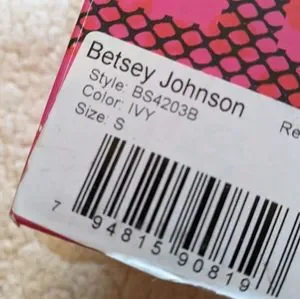 Betsey Johnson
Style: BS4203B
Color: IVY
Size: S
Re
7 94815 90819